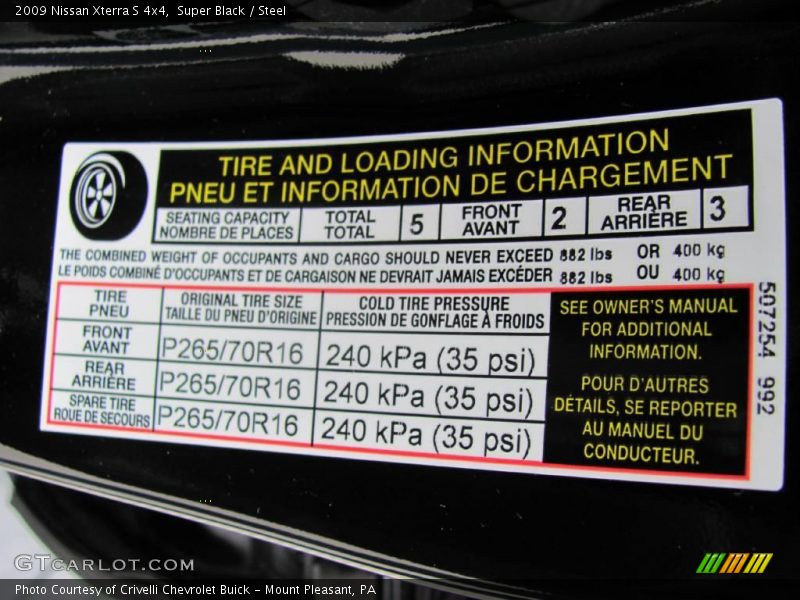 2009 Nissan Xterra S 4x4,  Super Black / Steel
TIRE AND LOADING INFORMATION
PNEU ET INFORMATION DE CHARGEMENT
SEATING CAPACITY
NOMBRE DE PLACES
TOTAL
TOTAL
5
FRONT
AVANT
2
REAR
ARRIÈRE
3
THE COMBINED WEIGHT OF OCCUPANTS AND CARGO SHOULD NEVER EXCEED 882 lbs OR 400 kg
LE POIDS COMBINÉ D'OCCUPANTS ET DE CARGAISON NE DEVRAIT JAMAIS EXCÉDER 882 lbs OU 400 kg
TIRE
PNEU
ORIGINAL TIRE SIZE
TAILLE DU PNEU D'ORIGINE
COLD TIRE PRESSURE
PRESSION DE GONFLAGE À FROIDS
FRONT
AVANT
P265/70R16
240 kPa (35 psi)
REAR
ARRIÈRE
P265/70R16
240 kPa (35 psi)
SPARE TIRE
ROUE DE SECOURS
P265/70R16
240 kPa (35 psi)
SEE OWNER'S MANUAL
FOR ADDITIONAL
INFORMATION.
POUR D'AUTRES
DÉTAILS, SE REPORTER
AU MANUEL DU
CONDUCTEUR.
507254 992
GTCARLOT.COM
Photo Courtesy of Crivelli Chevrolet Buick - Mount Pleasant, PA